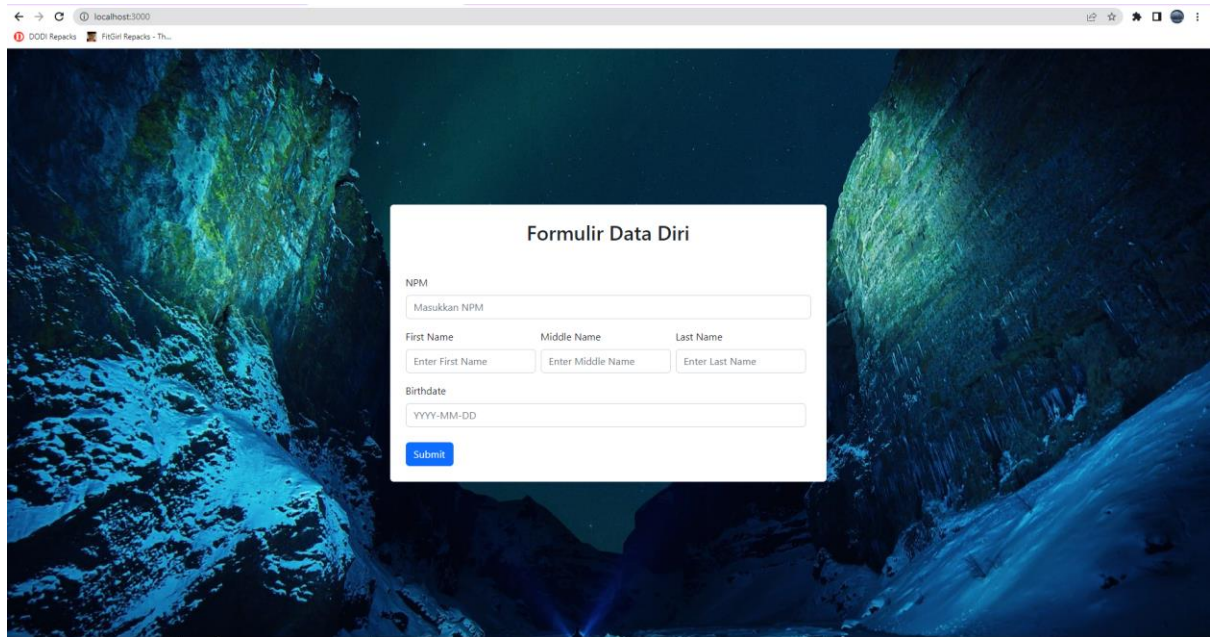 localhost:3000
DODI Repacks FitGirl Repacks - Th...
Formulir Data Diri
NPM
Masukkan NPM
First Name Middle Name Last Name
Enter First Name Enter Middle Name Enter Last Name
Birthdate
YYYY-MM-DD
Submit